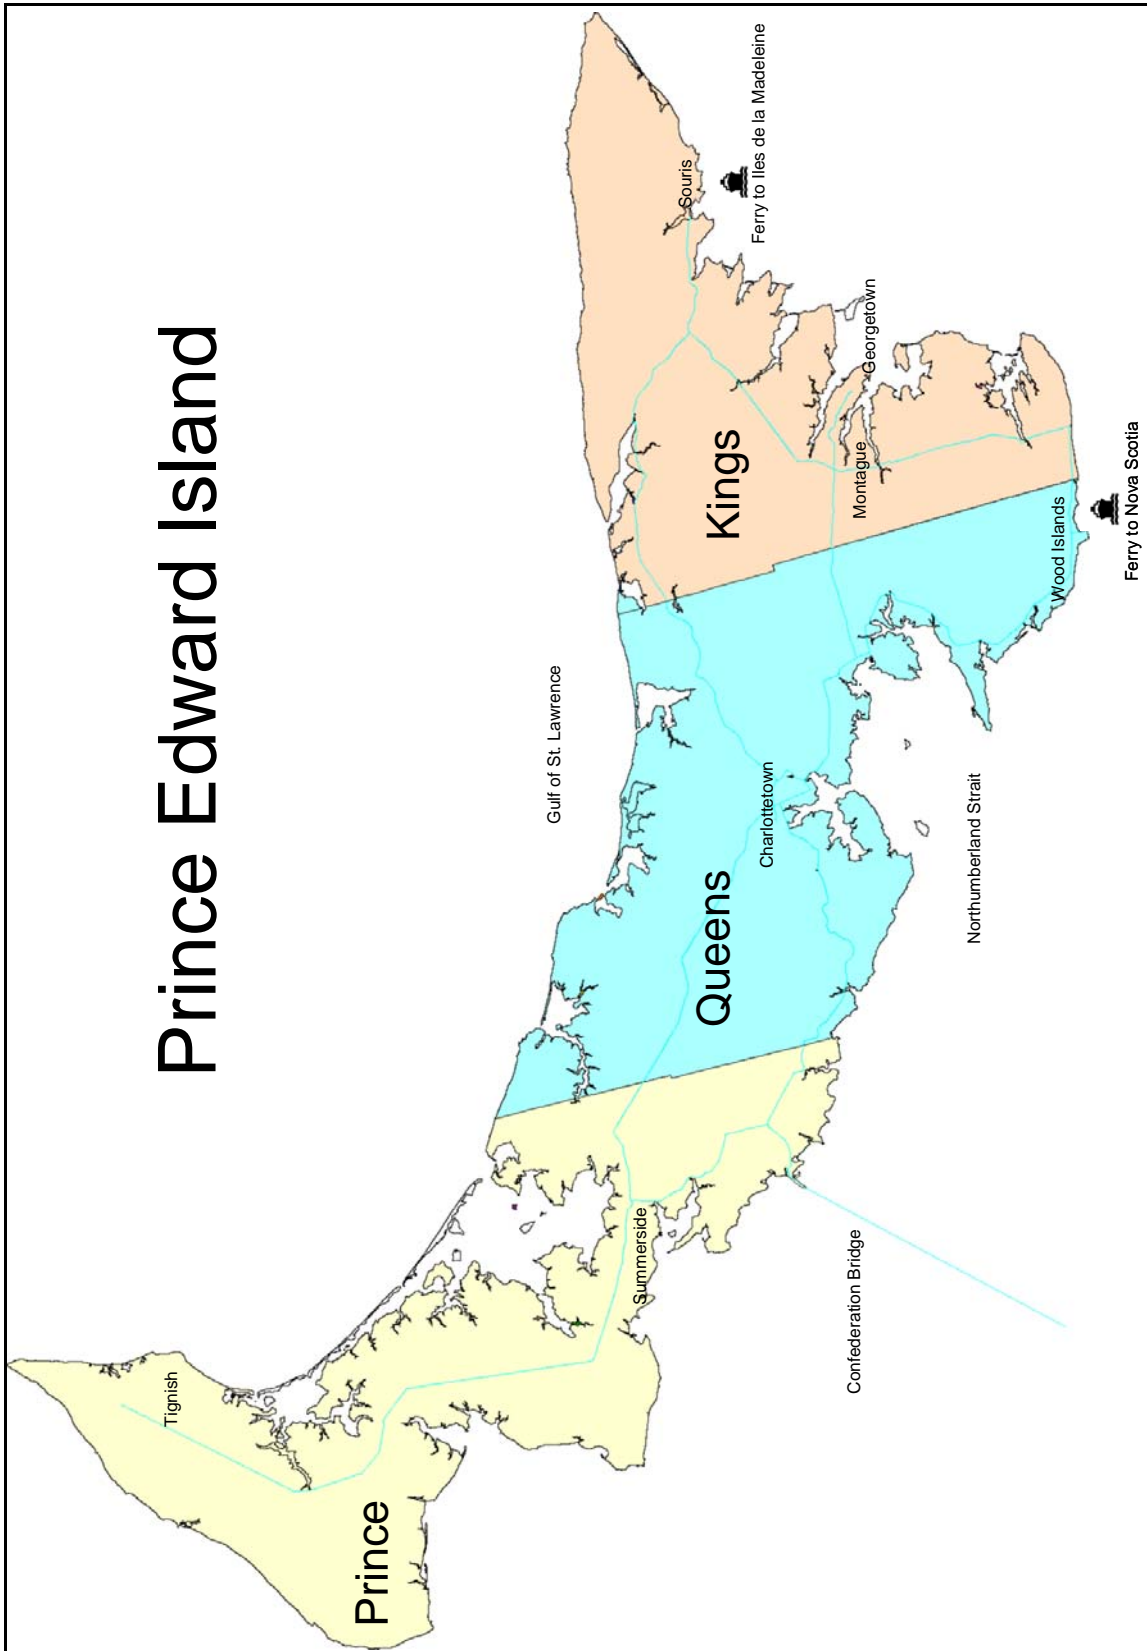 Prince Edward Island
Gulf of St. Lawrence
Tignish
Prince
Summerside
Confederation Bridge
Queens
Charlottetown
Northumberland Strait
Kings
Souris
Ferry to Iles de la Madeleine
Georgetown
Montague
Wood Islands
Ferry to Nova Scotia